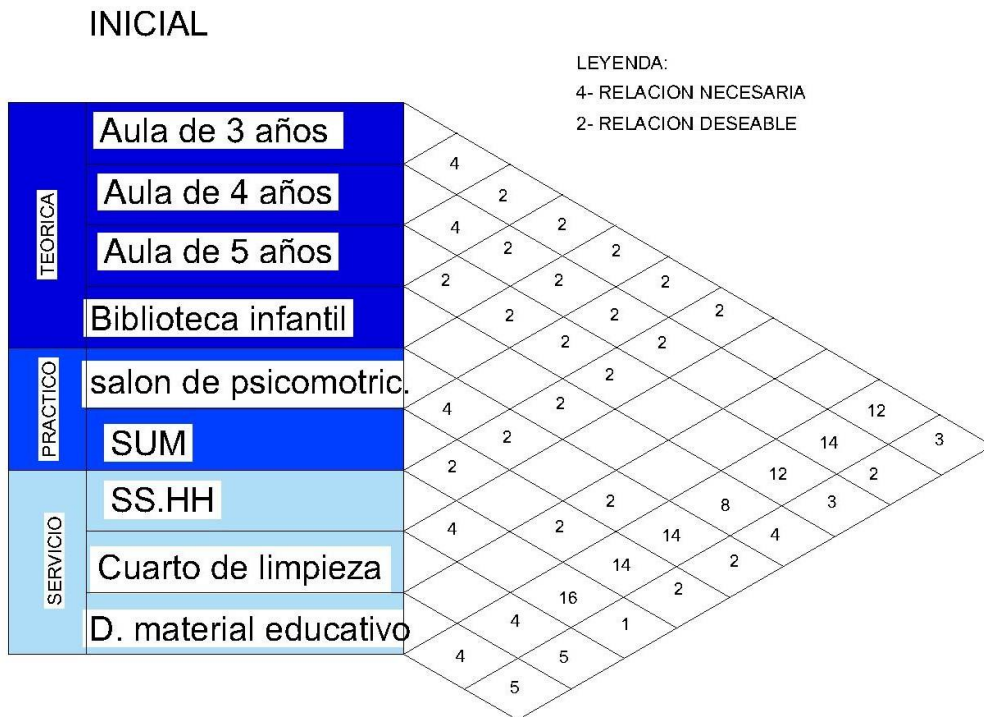 INICIAL
LEYENDA:
4- RELACION NECESARIA
2- RELACION DESEABLE
TEORICA
Aula de 3 años
Aula de 4 años
Aula de 5 años
Biblioteca infantil
PRACTICO
salon de psicomotric.
SUM
SERVICIO
SS.HH
Cuarto de limpieza
D. material educativo
4
2
4
2
2
2
2
2
2
2
2
2
2
2
2
2
12
4
2
14
3
2
12
2
2
8
3
4
2
14
4
14
2
4
16
2
4
1
5
5